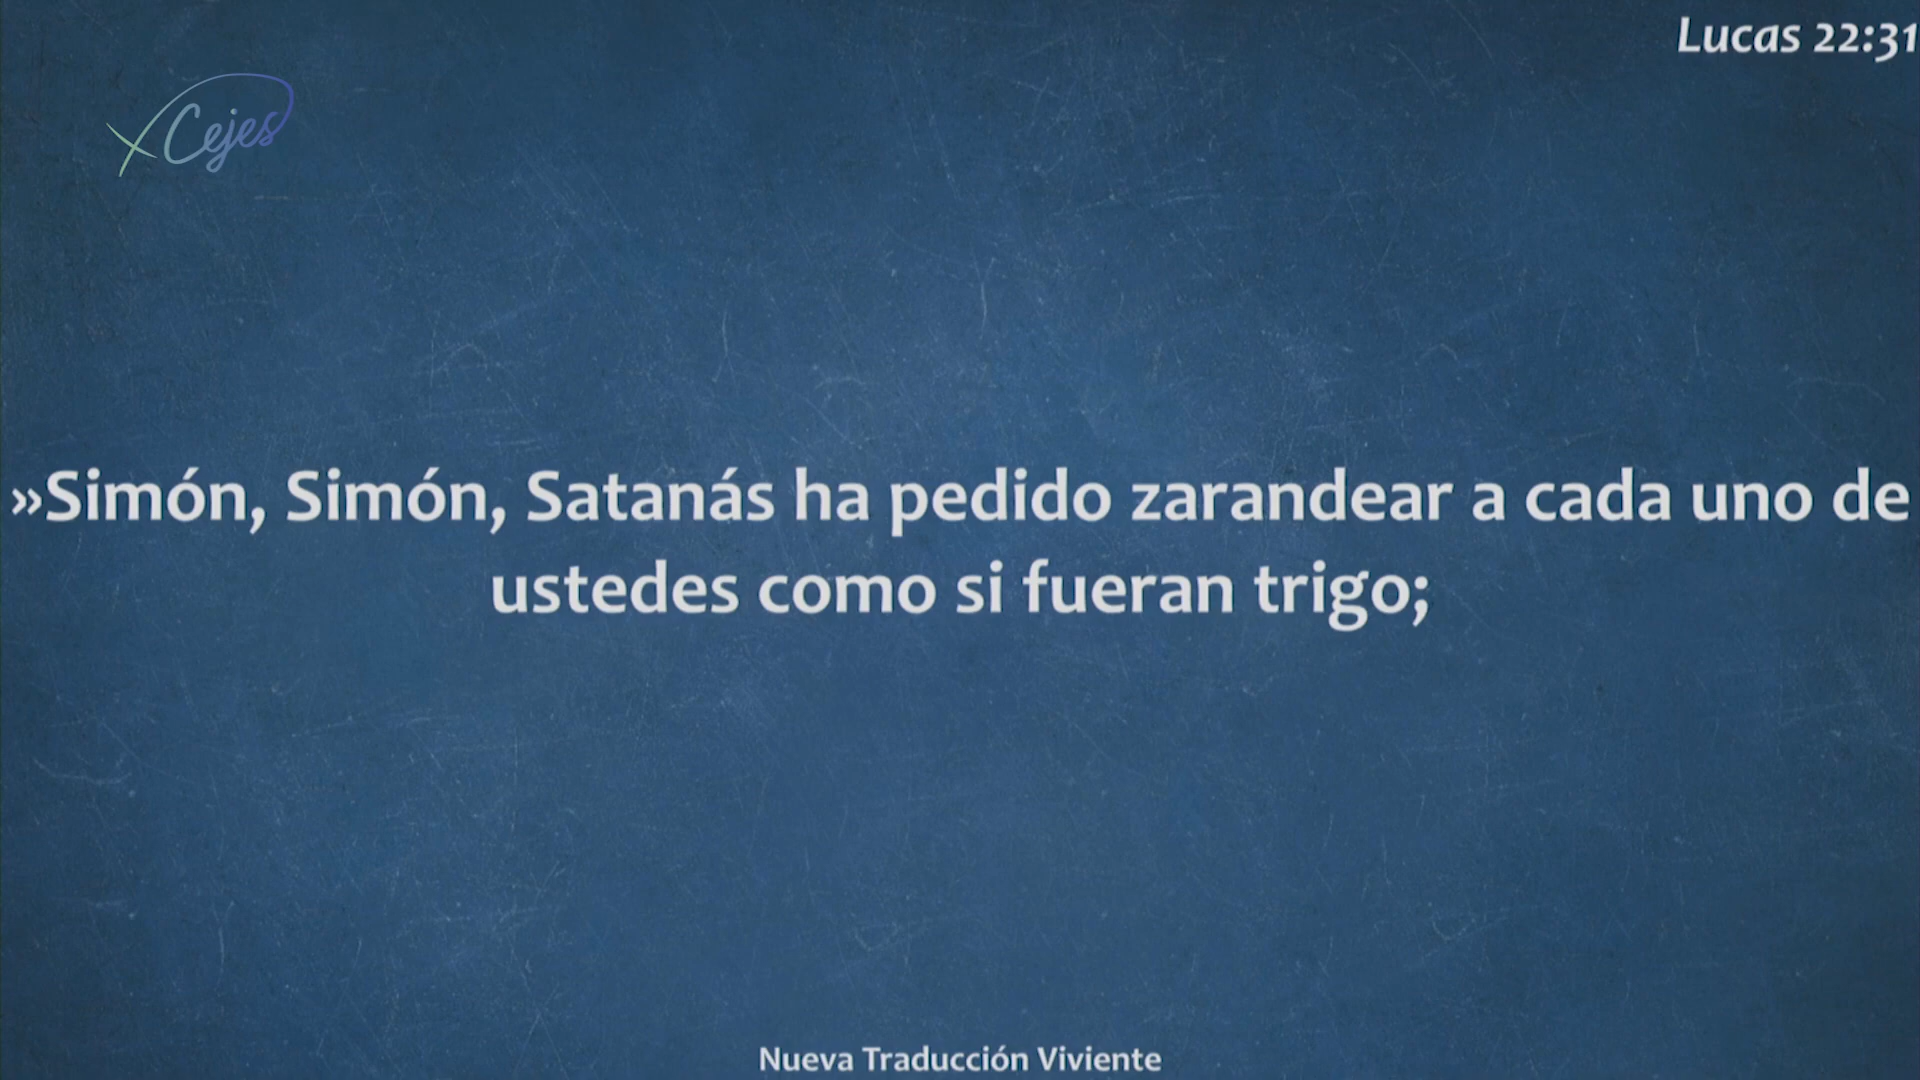 Lucas 22:31
Cejes
»Simón, Simón, Satanás ha pedido zarandear a cada uno de
ustedes como si fueran trigo;
Nueva Traducción Viviente